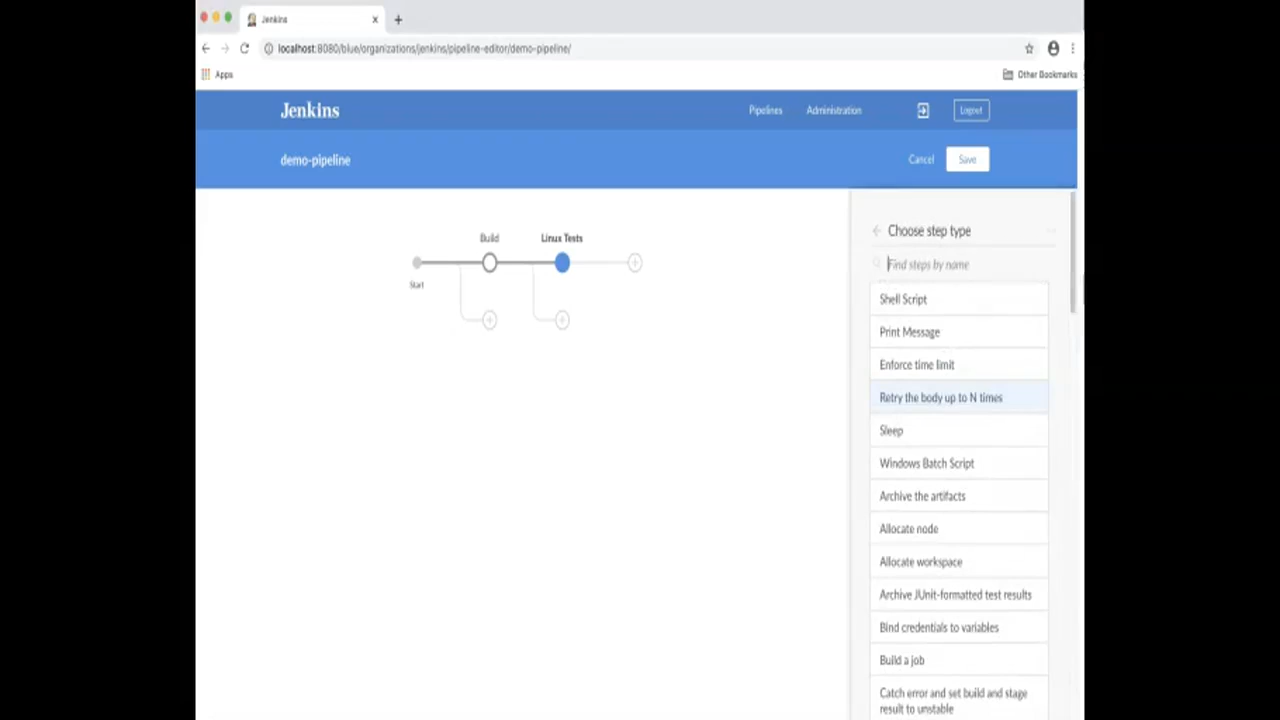 Jenkins
localhost:8080/blue/organizations/jenkins/pipeline-editor/demo-pipeline/
Apps
Other Bookmarks
Jenkins
Pipelines
Administration
Logout
demo-pipeline
Cancel
Save
Choose step type
Build
Linux Tests
Find steps by name
Start
Shell Script
Print Message
Enforce time limit
Retry the body up to N times
Sleep
Windows Batch Script
Archive the artifacts
Allocate node
Allocate workspace
Archive JUnit-formatted test results
Bind credentials to variables
Build a job
Catch error and set build and stage
result to unstable